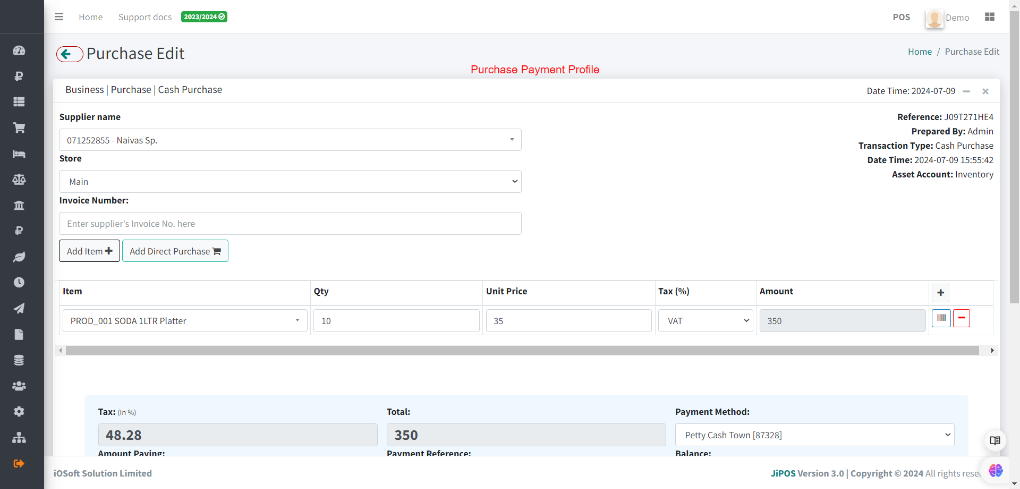 Home Support docs 2023/2024
POS Demo
Purchase Edit
Home / Purchase Edit
Purchase Payment Profile
Business | Purchase | Cash Purchase
Date Time: 2024-07-09
Supplier name
071252855 - Naivas Sp.
Store
Main
Invoice Number:
Enter supplier's Invoice No. here
Add Item Add Direct Purchase
Reference: J09T271HE4
Prepared By: Admin
Transaction Type: Cash Purchase
Date Time: 2024-07-09 15:55:42
Asset Account: Inventory
Item Qty Unit Price Tax (%) Amount
PROD_001 SODA 1LTR Platter 10 35 VAT 350
Tax: (in %) Total: Payment Method:
48.28 350 Petty Cash Town [87328]
Amount Paying: Payment Reference: Balance:
iOSoft Solution Limited
JiPOS Version 3.0 | Copyright © 2024 All rights